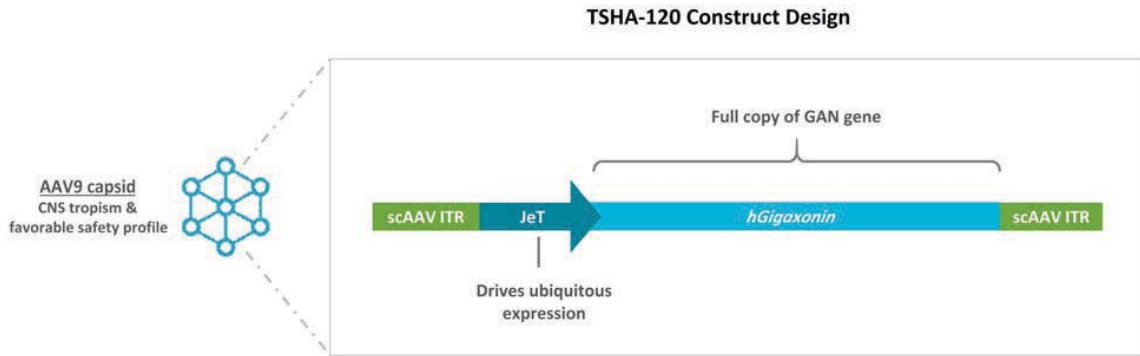 TSHA-120 Construct Design
Full copy of GAN gene
AAV9 capsid
CNS tropism &
favorable safety profile
scAAV ITR
JeT
hGigaxonin
scAAV ITR
Drives ubiquitous
expression